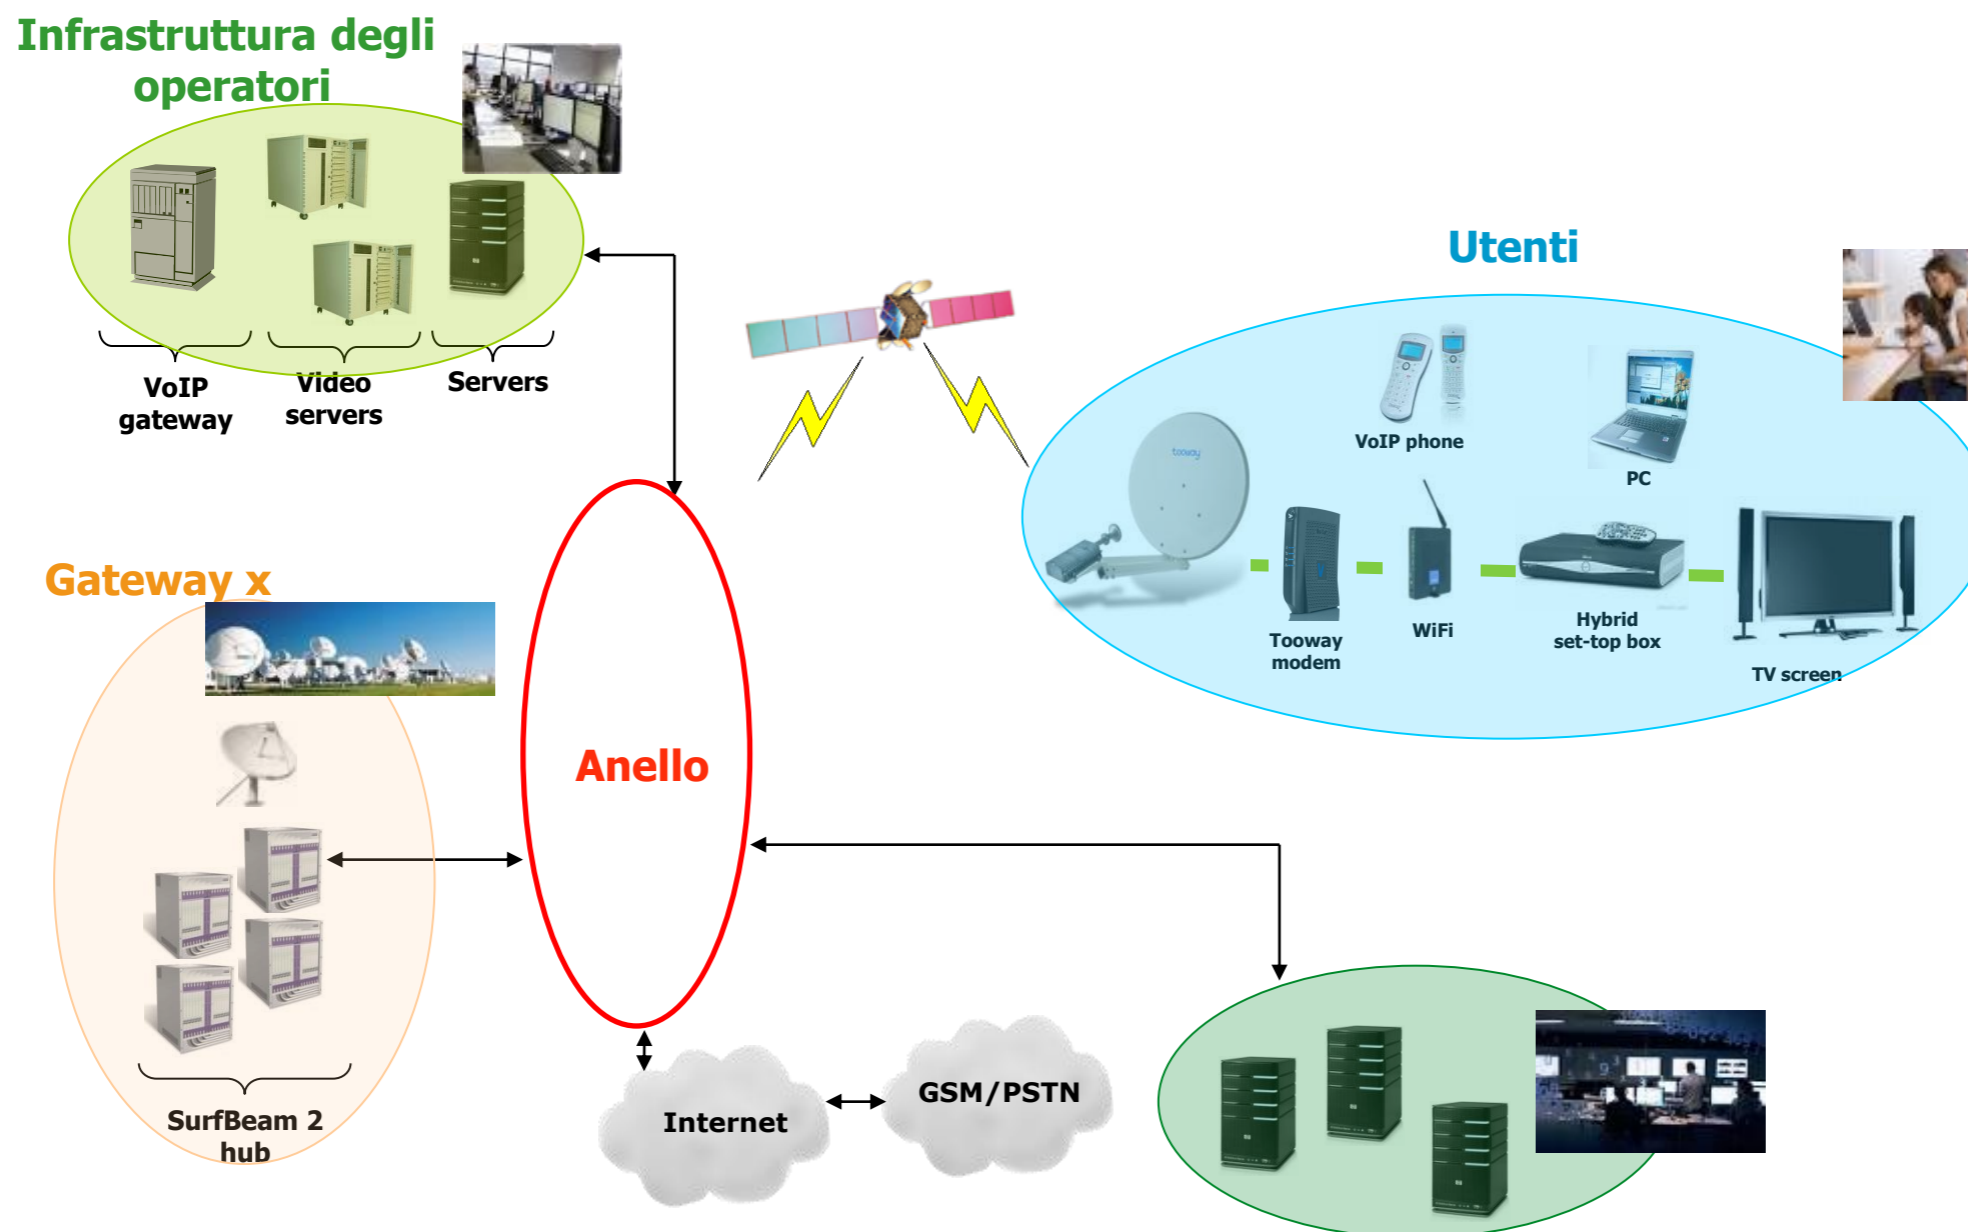 Infrastruttura degli
operatori
VoIP
gateway
Video
servers
Servers
Utenti
VoIP phone
PC
tooway
Tooway
modem
WiFi
Hybrid
set-top box
TV screen
Gateway x
SurfBeam 2
hub
Anello
Internet
GSM/PSTN